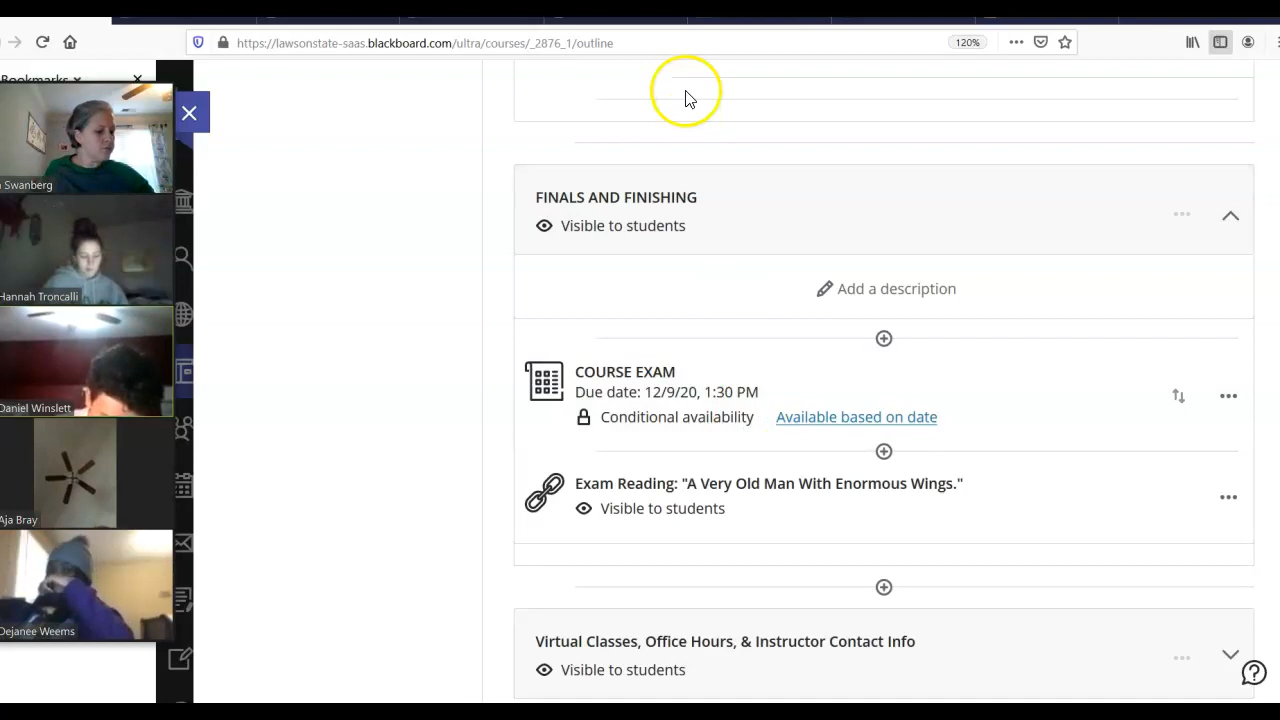 https://lawsonstate-saas.blackboard.com/ultra/courses/_2876_1/outline
120%
Bookmarks
Swanberg
Hannah Troncalli
Daniel Winslett
Aja Bray
Dejanee Weems
FINALS AND FINISHING
Visible to students
Add a description
COURSE EXAM
Due date: 12/9/20, 1:30 PM
Conditional availability Available based on date
Exam Reading: "A Very Old Man With Enormous Wings."
Visible to students
Virtual Classes, Office Hours, & Instructor Contact Info
Visible to students